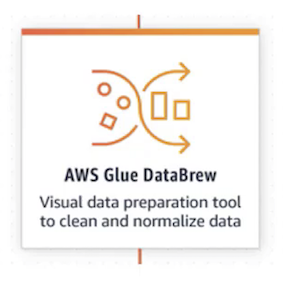 AWS Glue DataBrew
Visual data preparation tool
to clean and normalize data